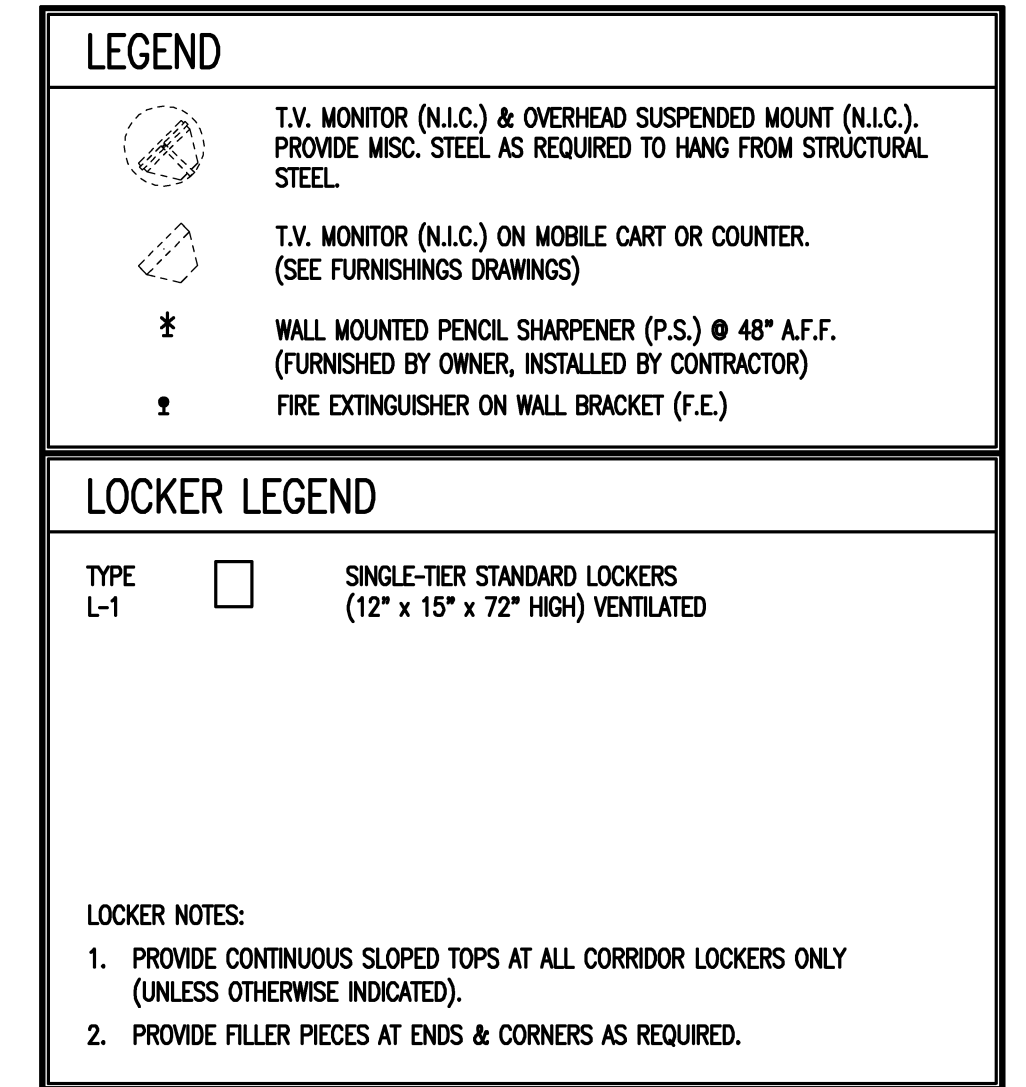 LEGEND
T.V. MONITOR (N.I.C.) & OVERHEAD SUSPENDED MOUNT (N.I.C.).
PROVIDE MISC. STEEL AS REQUIRED TO HANG FROM STRUCTURAL
STEEL.
T.V. MONITOR (N.I.C.) ON MOBILE CART OR COUNTER.
(SEE FURNISHINGS DRAWINGS)
WALL MOUNTED PENCIL SHARPENER (P.S.) @ 48" A.F.F.
(FURNISHED BY OWNER, INSTALLED BY CONTRACTOR)
FIRE EXTINGUISHER ON WALL BRACKET (F.E.)
LOCKER LEGEND
TYPE SINGLE-TIER STANDARD LOCKERS
L-1 (12" x 15" x 72" HIGH) VENTILATED
LOCKER NOTES:
1. PROVIDE CONTINUOUS SLOPED TOPS AT ALL CORRIDOR LOCKERS ONLY
(UNLESS OTHERWISE INDICATED).
2. PROVIDE FILLER PIECES AT ENDS & CORNERS AS REQUIRED.